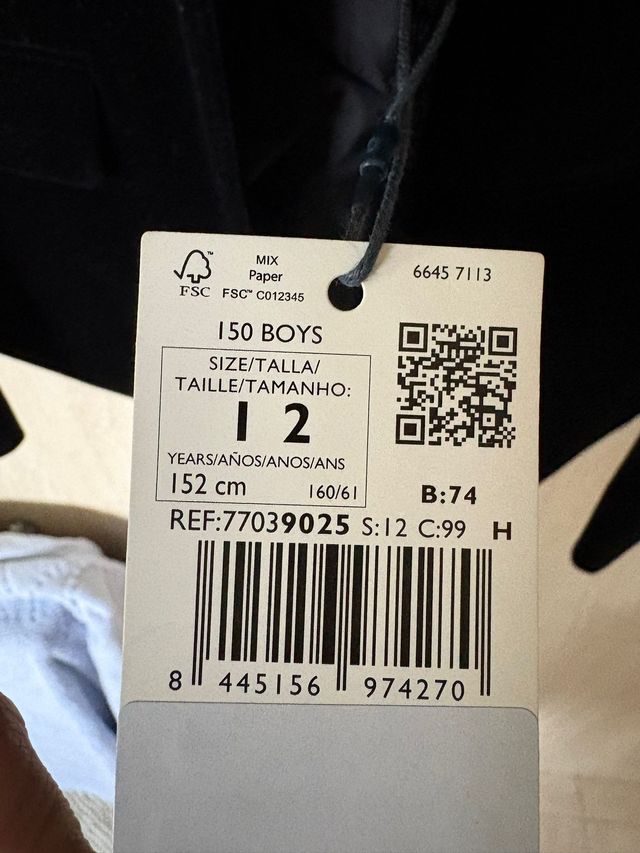 MIX
Paper
FSC™ C012345
FSC
6645 7113
150 BOYS
SIZE/TALLA/
TAILLE/TAMANHO:
12
YEARS/AÑOS/ANOS/ANS
152 cm 160/61
B:74
REF:77039025 S:12 C:99 H
8 445156 974270